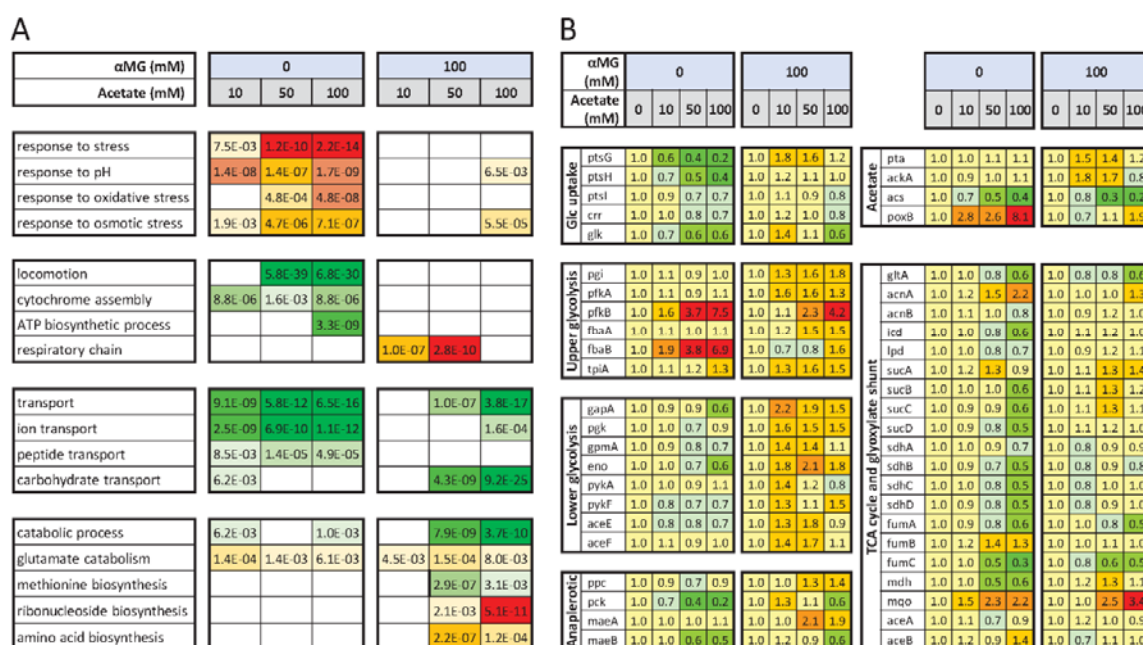 A
αMG (mM) 0 100
Acetate (mM) 10 50 100 10 50 100
response to stress 7.5E-03 1.2E-10 2.2E-14
response to pH 1.4E-08 1.4E-07 1.7E-09 6.5E-03
response to oxidative stress 4.8E-04 4.8E-08
response to osmotic stress 1.9E-03 4.7E-06 7.1E-07 5.5E-05
locomotion 5.8E-39 6.8E-30
cytochrome assembly 8.8E-06 1.6E-03 8.8E-06
ATP biosynthetic process 3.3E-09
respiratory chain 1.0E-07 2.8E-10
transport 9.1E-09 5.8E-12 6.5E-16 1.0E-07 3.8E-17
ion transport 2.5E-09 6.9E-10 1.1E-12 1.6E-04
peptide transport 8.5E-03 1.4E-05 4.9E-05
carbohydrate transport 6.2E-03 4.3E-09 9.2E-25
catabolic process 6.2E-03 1.0E-03 7.9E-09 3.7E-10
glutamate catabolism 1.4E-04 1.4E-03 6.1E-03 4.5E-03 1.5E-04 8.0E-03
methionine biosynthesis 2.9E-07 3.1E-03
ribonucleoside biosynthesis 2.1E-03 5.1E-11
amino acid biosynthesis 2.2E-07 1.2E-04
B
αMG (mM) 0 100
Acetate (mM) 0 10 50 100 0 10 50 100
Glc uptake
ptsG 1.0 0.6 0.4 0.2 1.0 1.8 1.6 1.2
ptsH 1.0 0.7 0.5 0.4 1.0 1.2 1.1 1.0
ptsI 1.0 0.9 0.7 0.7 1.0 1.1 0.9 0.8
crr 1.0 1.0 0.8 0.7 1.0 1.2 1.0 0.8
glk 1.0 0.7 0.6 0.6 1.0 1.4 1.1 0.6
Upper glycolysis
pgi 1.0 1.1 0.9 1.0 1.0 1.3 1.6 1.8
pfkA 1.0 1.1 0.9 1.1 1.0 1.6 1.6 1.3
pfkB 1.0 1.6 3.7 7.5 1.0 1.1 2.3 4.2
fbaA 1.0 1.1 1.0 1.1 1.0 1.2 1.5 1.5
fbaB 1.0 1.9 3.8 6.9 1.0 0.7 0.8 1.6
tpiA 1.0 1.1 1.2 1.3 1.0 1.3 1.6 1.5
Lower glycolysis
gapA 1.0 0.9 0.9 0.6 1.0 2.2 1.9 1.5
pgk 1.0 1.0 0.7 0.9 1.0 1.6 1.5 1.5
gpmA 1.0 0.9 0.8 0.7 1.0 1.4 1.4 1.1
eno 1.0 1.0 0.7 0.6 1.0 1.8 2.1 1.8
pykA 1.0 1.0 0.9 1.1 1.0 1.4 1.2 0.8
pykF 1.0 0.8 0.7 0.7 1.0 1.3 1.1 1.5
aceE 1.0 0.8 0.8 0.7 1.0 1.3 1.8 0.9
aceF 1.0 1.1 0.9 1.0 1.0 1.4 1.7 1.1
Anaplerotic
ppc 1.0 0.9 0.7 0.9 1.0 1.0 1.3 1.4
pck 1.0 0.7 0.4 0.2 1.0 1.3 1.1 0.6
maeA 1.0 1.0 1.0 1.1 1.0 1.0 2.1 1.9
maeB 1.0 1.0 0.6 0.5 1.0 1.2 0.9 0.6
0 100
0 10 50 100 0 10 50 100
Acetate
pta 1.0 1.0 1.1 1.1 1.0 1.5 1.4 1.2
ackA 1.0 0.9 1.0 1.1 1.0 1.8 1.7 0.8
acs 1.0 0.7 0.5 0.4 1.0 0.8 0.3 0.2
poxB 1.0 2.8 2.6 8.1 1.0 0.7 1.1 1.9
TCA cycle and glyoxylate shunt
gltA 1.0 1.0 0.8 0.6 1.0 0.8 0.8 0.6
acnA 1.0 1.2 1.5 2.2 1.0 1.0 1.0 1.3
acnB 1.0 1.1 1.0 0.8 1.0 0.9 1.2 1.0
icd 1.0 1.0 0.8 0.6 1.0 1.1 1.2 1.0
lpd 1.0 1.0 0.8 0.7 1.0 0.9 1.2 1.0
sucA 1.0 1.2 1.3 0.9 1.0 1.1 1.3 1.4
sucB 1.0 1.0 1.0 0.6 1.0 1.1 1.3
sucC 1.0 0.9 0.9 0.6 1.0 1.1 1.3
sucD 1.0 0.9 0.8 0.5 1.0 1.1 1.2 1.0
sdhA 1.0 1.0 0.9 0.7 1.0 0.8 0.9
sdhB 1.0 0.9 0.7 0.5 1.0 0.8 0.9 0.8
sdhC 1.0 0.9 0.8 0.5 1.0 0.8 1.0
sdhD 1.0 0.9 0.8 0.5 1.0 0.8 1.0
fumA 1.0 0.9 0.8 0.6 1.0 1.0 0.8
fumB 1.0 1.2 1.4 1.3 1.0 1.0 1.1
fumC 1.0 1.0 0.5 0.3 1.0 0.8 0.6
mdh 1.0 1.0 0.5 0.6 1.0 1.2 1.3
mqo 1.0 1.5 2.3 2.2 1.0 1.0 2.5
aceA 1.0 1.1 0.7 0.9 1.0 1.2 1.0
aceB 1.0 1.2 0.9 1.4 1.0 0.7 1.1